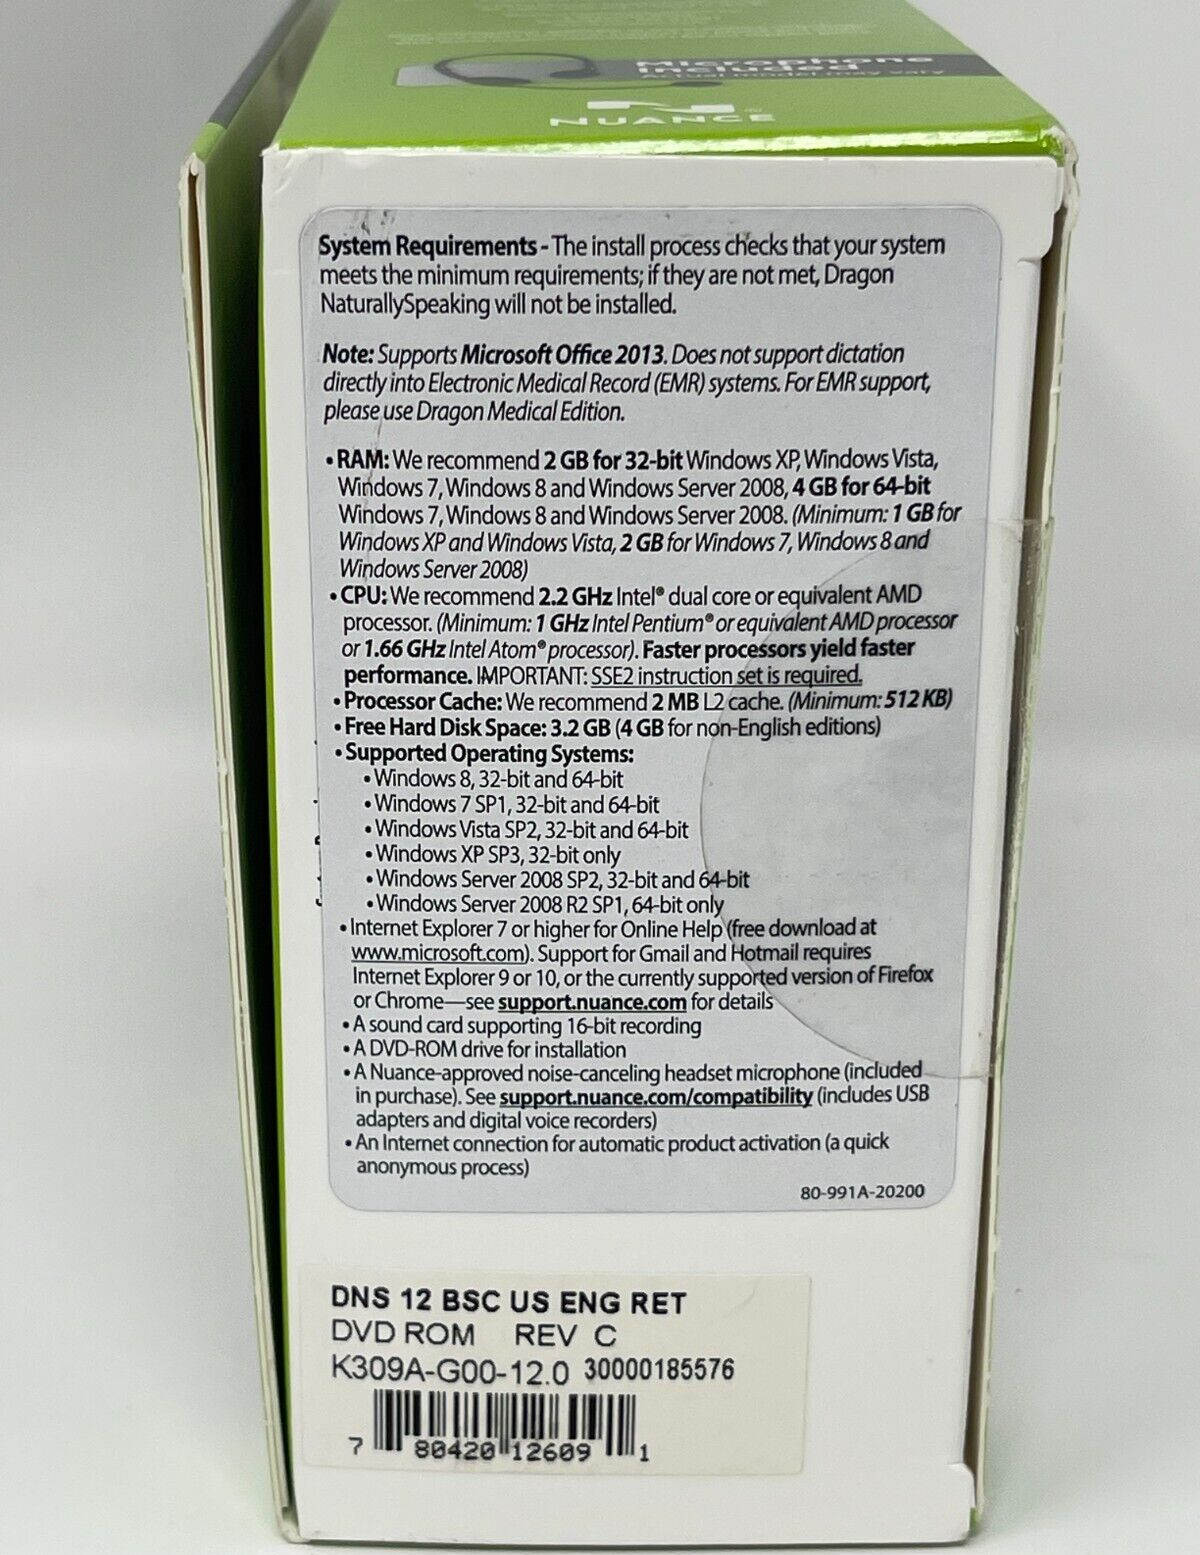 Microphone
Included
Actual model may vary
NUANCE
System Requirements - The install process checks that your system
meets the minimum requirements; if they are not met, Dragon
NaturallySpeaking will not be installed.
Note: Supports Microsoft Office 2013. Does not support dictation
directly into Electronic Medical Record (EMR) systems. For EMR support,
please use Dragon Medical Edition.
• RAM: We recommend 2 GB for 32-bit Windows XP, Windows Vista,
Windows 7, Windows 8 and Windows Server 2008, 4 GB for 64-bit
Windows 7, Windows 8 and Windows Server 2008. (Minimum: 1 GB for
Windows XP and Windows Vista, 2 GB for Windows 7, Windows 8 and
Windows Server 2008)
• CPU: We recommend 2.2 GHz Intel® dual core or equivalent AMD
processor. (Minimum: 1 GHz Intel Pentium® or equivalent AMD processor
or 1.66 GHz Intel Atom® processor). Faster processors yield faster
performance. IMPORTANT: SSE2 instruction set is required.
• Processor Cache: We recommend 2 MB L2 cache. (Minimum: 512 KB)
• Free Hard Disk Space: 3.2 GB (4 GB for non-English editions)
• Supported Operating Systems:
• Windows 8, 32-bit and 64-bit
• Windows 7 SP1, 32-bit and 64-bit
• Windows Vista SP2, 32-bit and 64-bit
• Windows XP SP3, 32-bit only
• Windows Server 2008 SP2, 32-bit and 64-bit
• Windows Server 2008 R2 SP1, 64-bit only
• Internet Explorer 7 or higher for Online Help (free download at
www.microsoft.com). Support for Gmail and Hotmail requires
Internet Explorer 9 or 10, or the currently supported version of Firefox
or Chrome—see support.nuance.com for details
• A sound card supporting 16-bit recording
• A DVD-ROM drive for installation
• A Nuance-approved noise-canceling headset microphone (included
in purchase). See support.nuance.com/compatibility (includes USB
adapters and digital voice recorders)
• An Internet connection for automatic product activation (a quick
anonymous process)
80-991A-20200
DNS 12 BSC US ENG RET
DVD ROM REV C
K309A-G00-12.0 30000185576
7 80420 12609 1